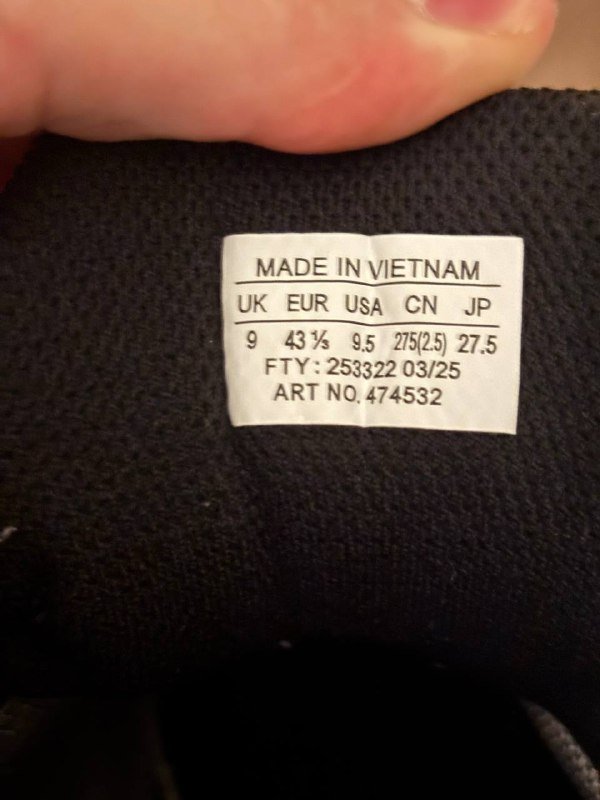 MADE IN VIETNAM
UK EUR USA CN JP
9 43 ⅓ 9.5 275(2.5) 27.5
FTY: 253322 03/25
ART NO. 474532